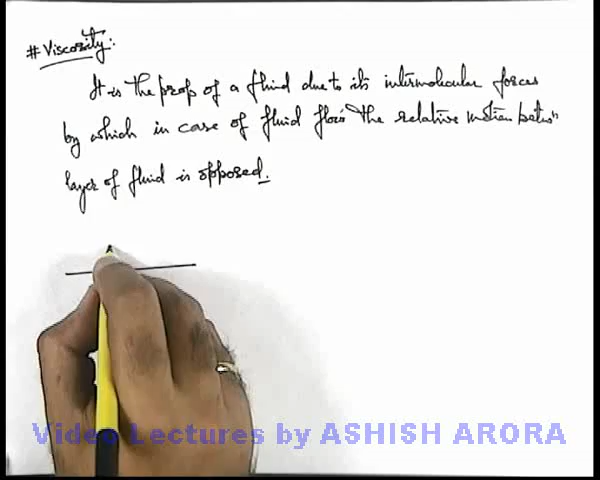 # Viscosity:
It is the prop of a fluid due to its intermolecular forces
by which in case of fluid flow the relative motion betwn
layer of fluid is opposed.
Video Lectures by ASHISH ARORA